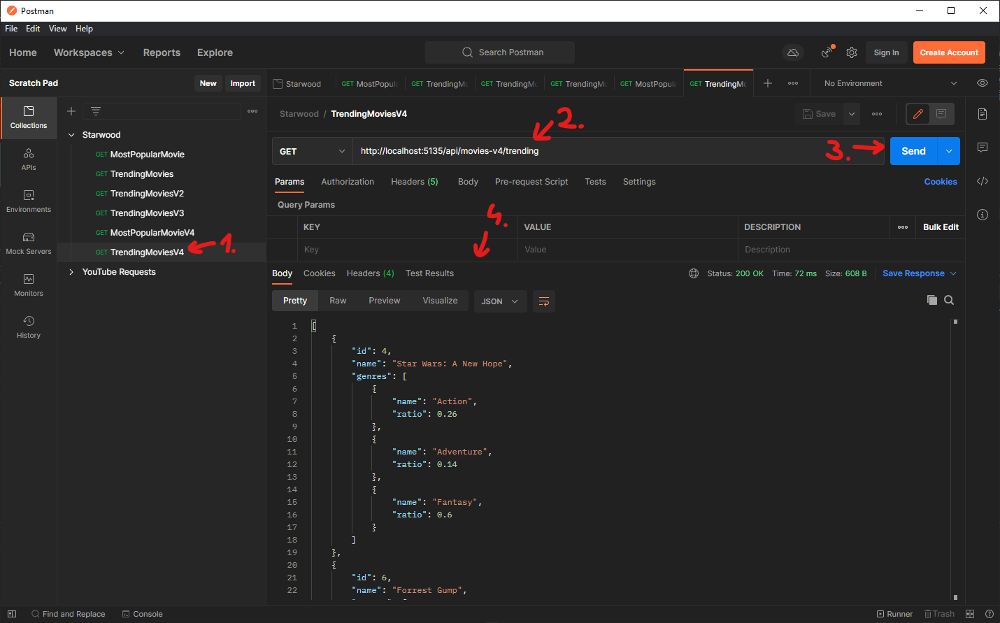 Postman
File Edit View Help
Home Workspaces Reports Explore Search Postman Sign In Create Account
Scratch Pad New Import
Starwood GET MostPopula GET TrendingMo GET TrendingMo GET TrendingMo GET MostPopula GET TrendingMo No Environment
Collections
APIs
Environments
Mock Servers
Monitors
History
Starwood
GET MostPopularMovie
GET TrendingMovies
GET TrendingMoviesV2
GET TrendingMoviesV3
GET MostPopularMovieV4
GET TrendingMoviesV4
1.
YouTube Requests
Starwood / TrendingMoviesV4 Save
2.
GET http://localhost:5135/api/movies-v4/trending
3.
Send
Params Authorization Headers (5) Body Pre-request Script Tests Settings Cookies
Query Params
4.
KEY VALUE DESCRIPTION Bulk Edit
Key Value Description
Body Cookies Headers (4) Test Results Status: 200 OK Time: 72 ms Size: 608 B Save Response
Pretty Raw Preview Visualize JSON
1 [
2 {
3 "id": 4,
4 "name": "Star Wars: A New Hope",
5 "genres": [
6 {
7 "name": "Action",
8 "ratio": 0.26
9 },
10 {
11 "name": "Adventure",
12 "ratio": 0.14
13 },
14 {
15 "name": "Fantasy",
16 "ratio": 0.6
17 }
18 ]
19 },
20 {
21 "id": 6,
22 "name": "Forrest Gump",
Find and Replace Console Runner Trash